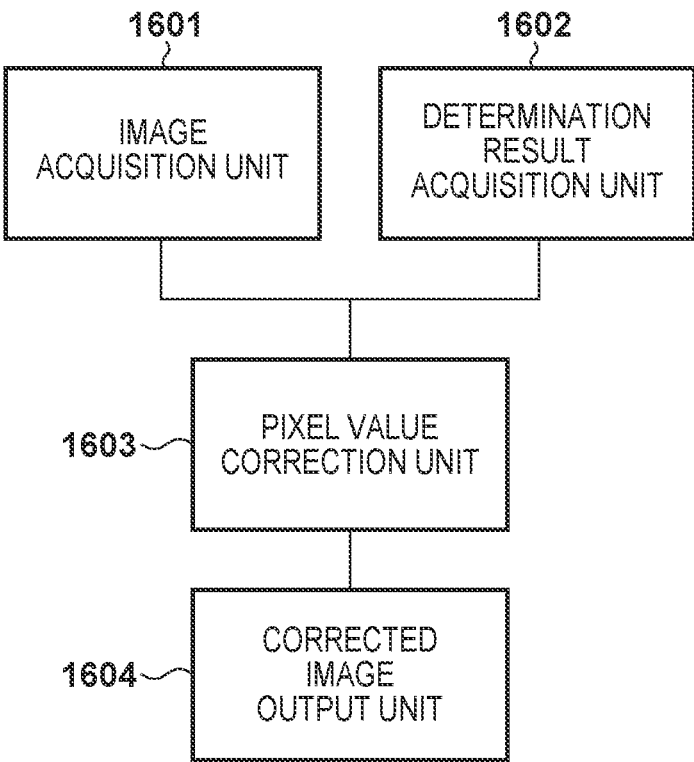 1601
1602
IMAGE
ACQUISITION UNIT
DETERMINATION
RESULT
ACQUISITION UNIT
1603
PIXEL VALUE
CORRECTION UNIT
1604
CORRECTED
IMAGE
OUTPUT UNIT